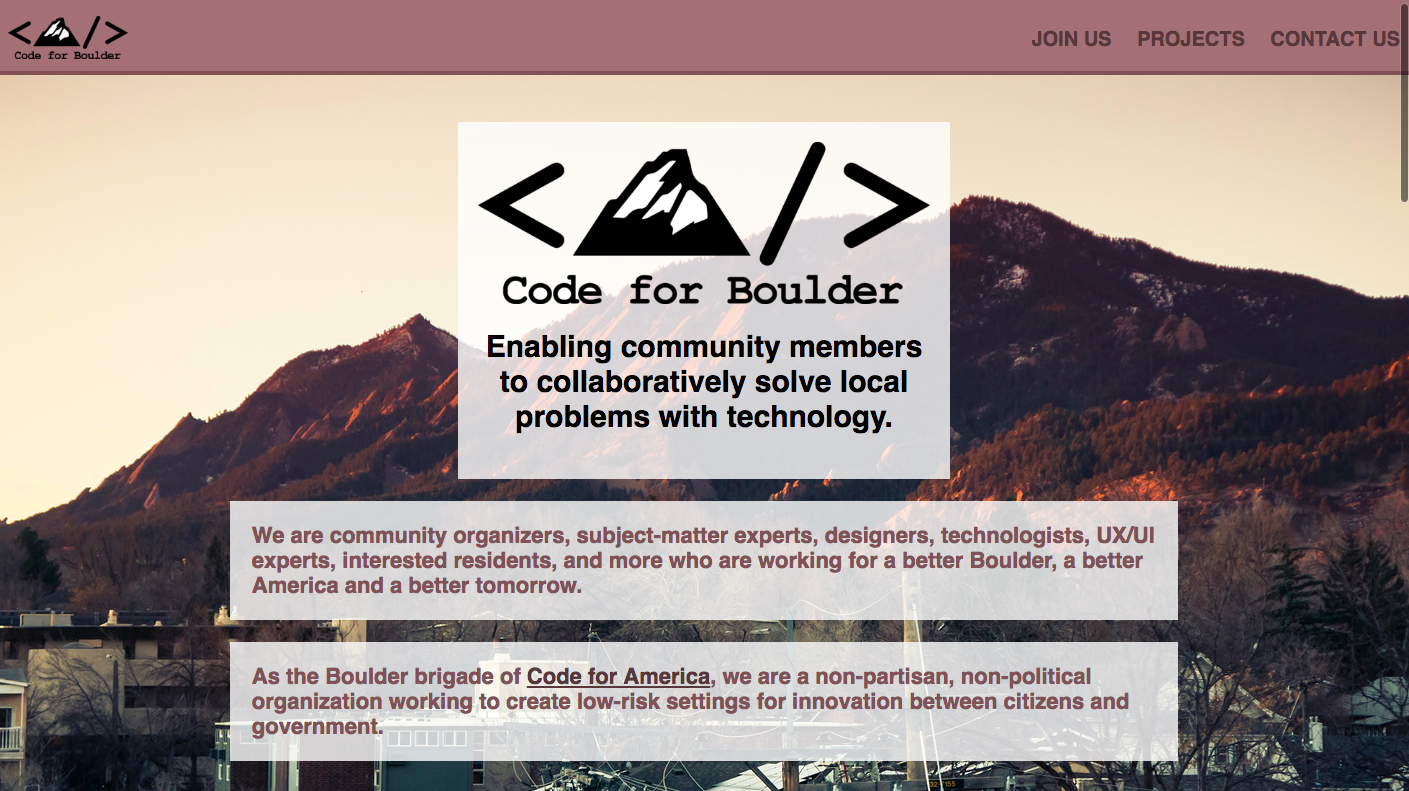 Code for Boulder
JOIN US PROJECTS CONTACT US
Code for Boulder
Enabling community members
to collaboratively solve local
problems with technology.
We are community organizers, subject-matter experts, designers, technologists, UX/UI
experts, interested residents, and more who are working for a better Boulder, a better
America and a better tomorrow.
As the Boulder brigade of Code for America, we are a non-partisan, non-political
organization working to create low-risk settings for innovation between citizens and
government.